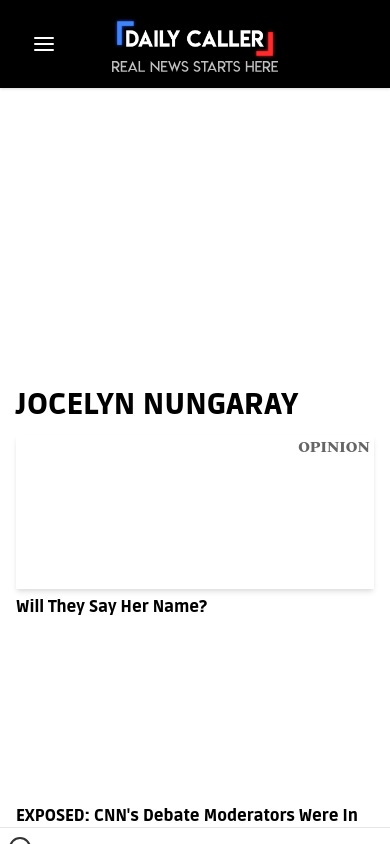 DAILY CALLER
REAL NEWS STARTS HERE
JOCELYN NUNGARAY
OPINION
Will They Say Her Name?
EXPOSED: CNN's Debate Moderators Were In